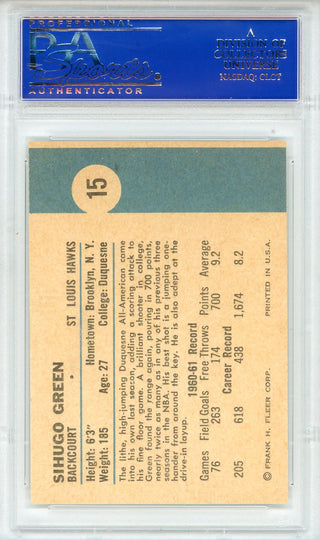 PROFESSIONAL
PSA
Sports.
AUTHENTICATOR
A
DIVISION OF
COLLECTORS
UNIVERSE
NASDAQ: CLCT
15
SIHUGO GREEN
BACKCOURT • ST LOUIS HAWKS
Height: 6'3" Hometown: Brooklyn, N. Y.
Weight: 185 Age: 27 College: Duquesne
The lithe, high-jumping Duquesne All-American came
into his own last season, adding a scoring touch to
his fine floor game. A brilliant shooter in college,
Green found the range again, pouring in 700 points,
nearly twice as many as in any of his previous three
seasons in the NBA. His best shot is a jumping one-
hander from around the key. He is also adept at the
drive-in layup.
1960-61 Record
Games Field Goals Free Throws Points Average
76 263 174 700 9.2
Career Record
205 618 438 1,674 8.2
© FRANK H. FLEER CORP. PRINTED IN U.S.A.